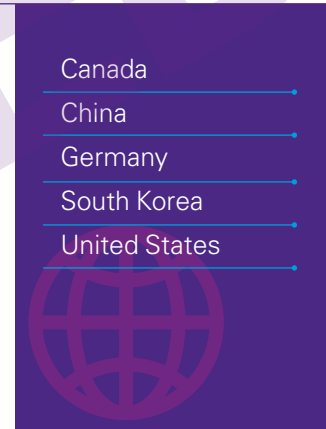 Canada
China
Germany
South Korea
United States